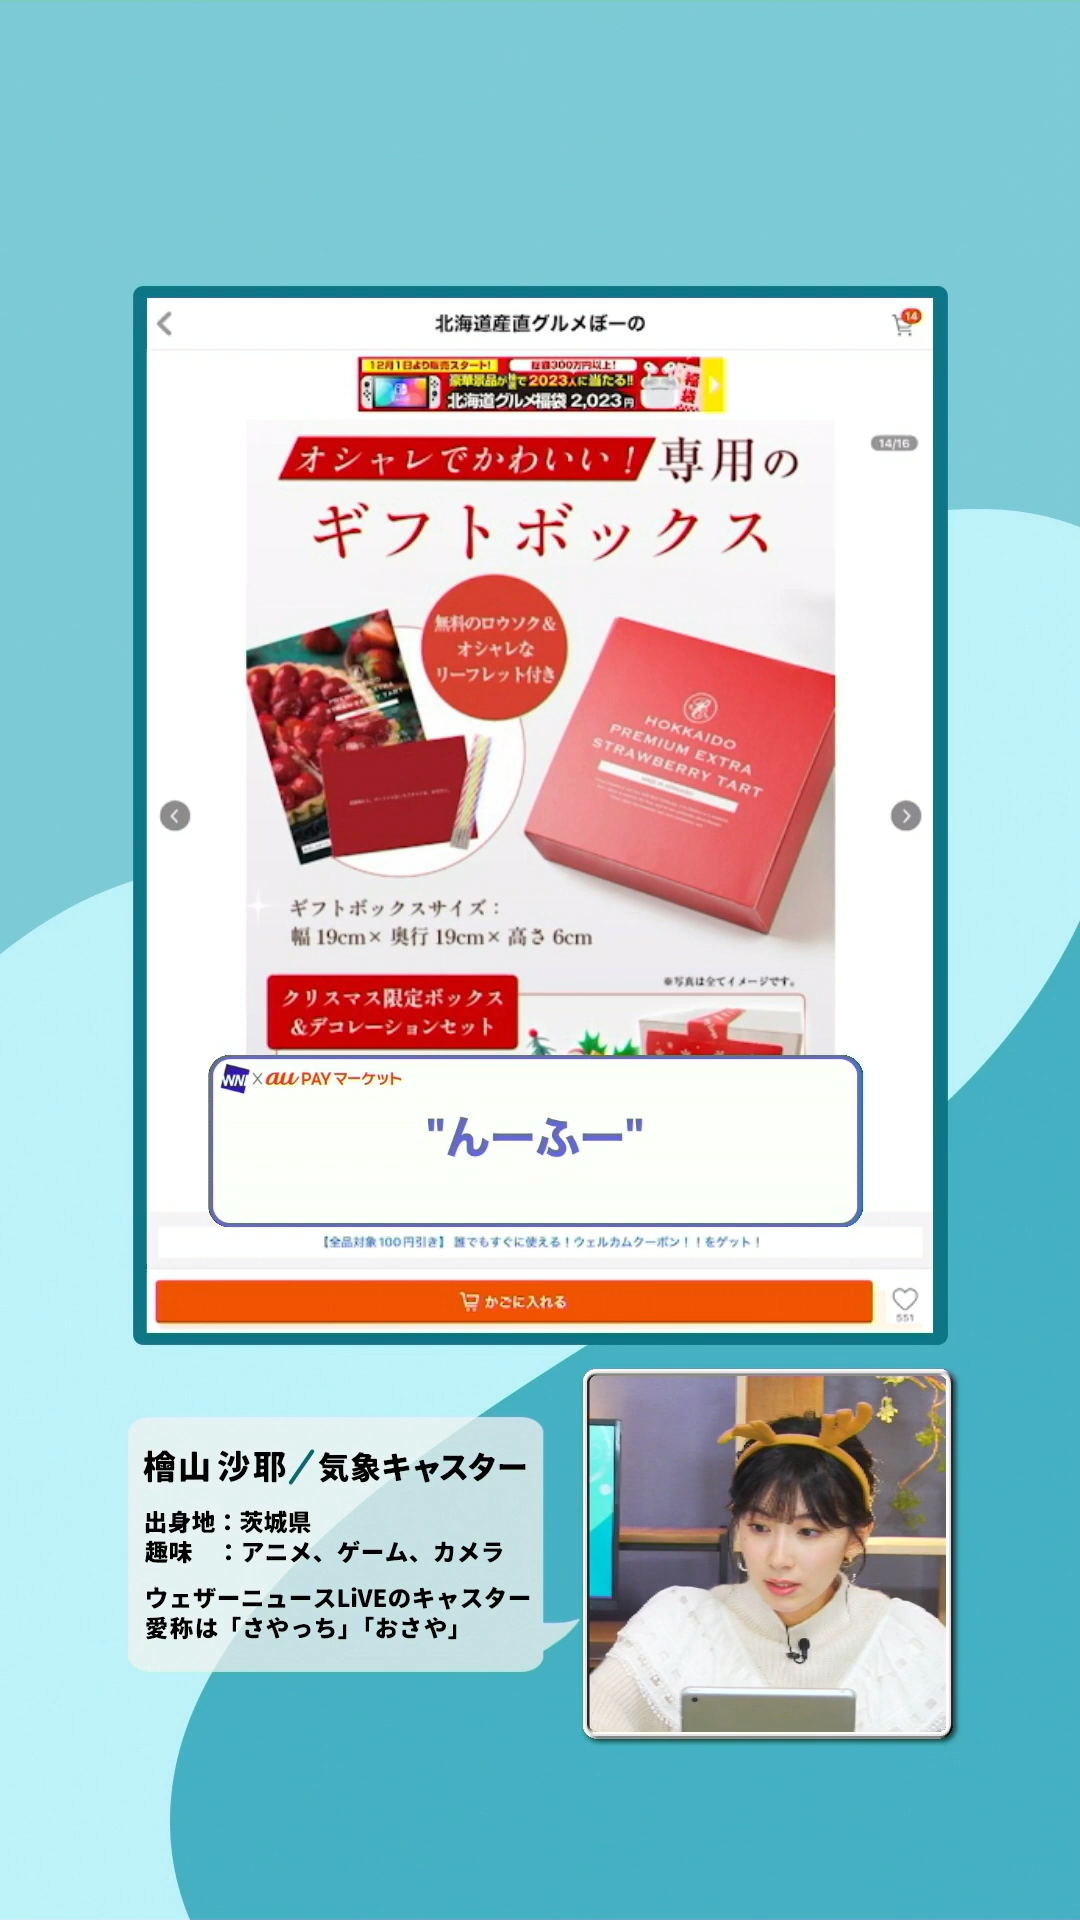 北海道産直グルメぼーの
14
12月1日より販売スタート!
総額300万円以上!
豪華景品が抽選で2023人に当たる!!
北海道グルメ福袋 2,023円
福袋
14/16
オシャレでかわいい！専用の
ギフトボックス
無料のロウソク＆
オシャレな
リーフレット付き
HOKKAIDO
PREMIUM EXTRA
STRAWBERRY TART
ギフトボックスサイズ：
幅 19cm× 奥行 19cm× 高さ 6cm
※写真は全てイメージです。
クリスマス限定ボックス
＆デコレーションセット
WNI×au PAY マーケット
"んーふー"
【全品対象100円引き】 誰でもすぐに使える！ウェルカムクーポン！！をゲット！
かごに入れる
551
檜山 沙耶／気象キャスター
出身地：茨城県
趣味　：アニメ、ゲーム、カメラ
ウェザーニュースLiVEのキャスター
愛称は「さやっち」「おさや」